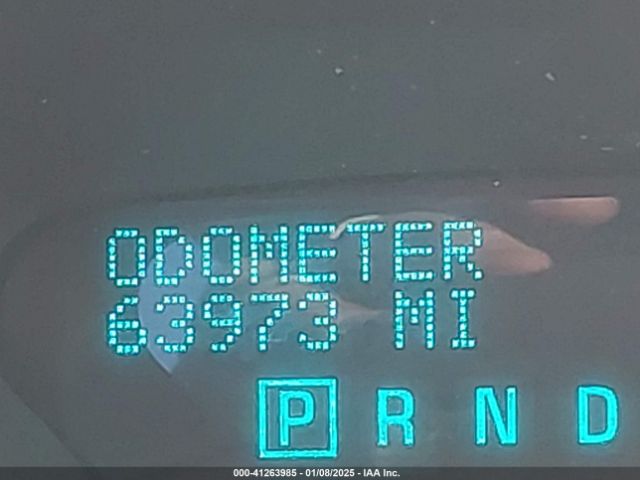 ODOMETER
63973 MI
P R N D
000-41263985 - 01/08/2025 - IAA Inc.